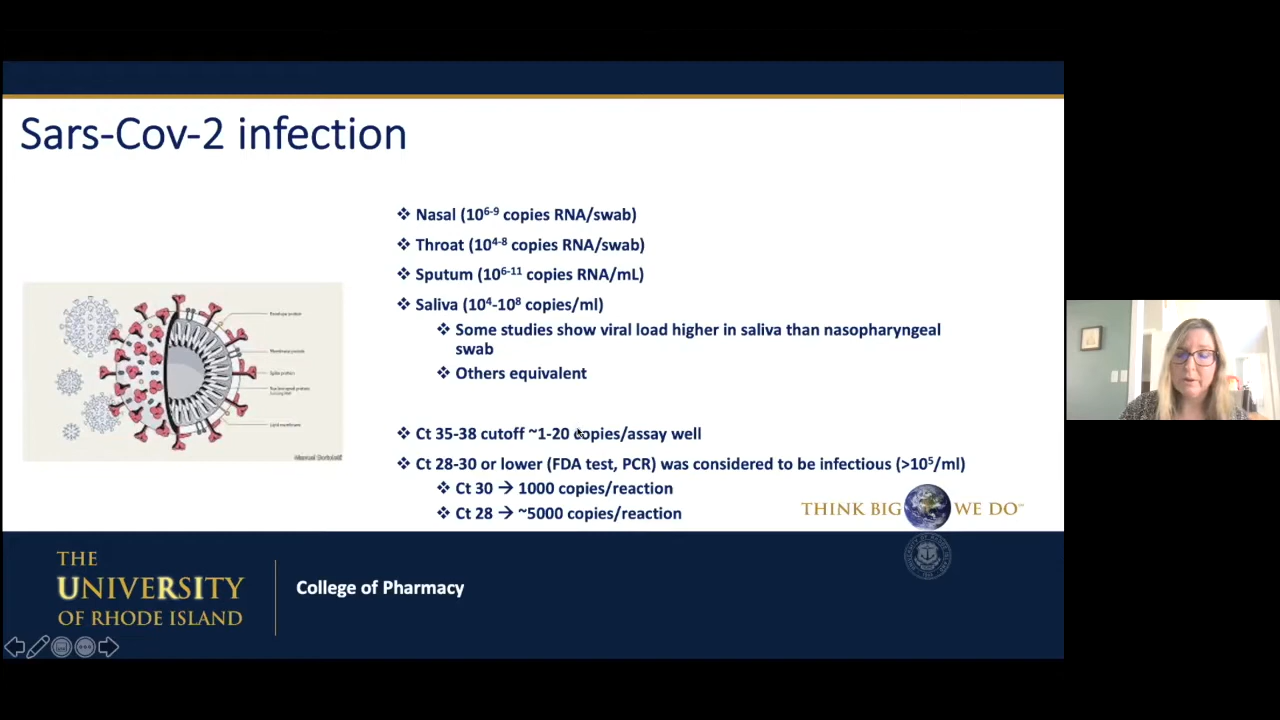 Sars-Cov-2 infection
❖ Nasal (10⁶⁻⁹ copies RNA/swab)
❖ Throat (10⁴⁻⁸ copies RNA/swab)
❖ Sputum (10⁶⁻¹¹ copies RNA/mL)
❖ Saliva (10⁴-10⁸ copies/ml)
❖ Some studies show viral load higher in saliva than nasopharyngeal
swab
❖ Others equivalent
Spike protein
❖ Ct 35-38 cutoff ~1-20 copies/assay well
❖ Ct 28-30 or lower (FDA test, PCR) was considered to be infectious (>10⁵/ml)
❖ Ct 30 → 1000 copies/reaction
❖ Ct 28 → ~5000 copies/reaction
THINK BIG WE DO℠
THE
UNIVERSITY
OF RHODE ISLAND
College of Pharmacy